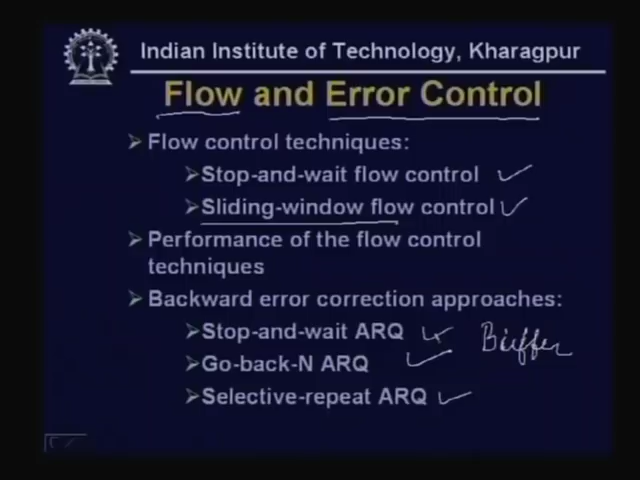 Indian Institute of Technology, Kharagpur
Flow and Error Control
Flow control techniques:
Stop-and-wait flow control
Sliding-window flow control
Performance of the flow control
techniques
Backward error correction approaches:
Stop-and-wait ARQ
Buffer
Go-back-N ARQ
Selective-repeat ARQ